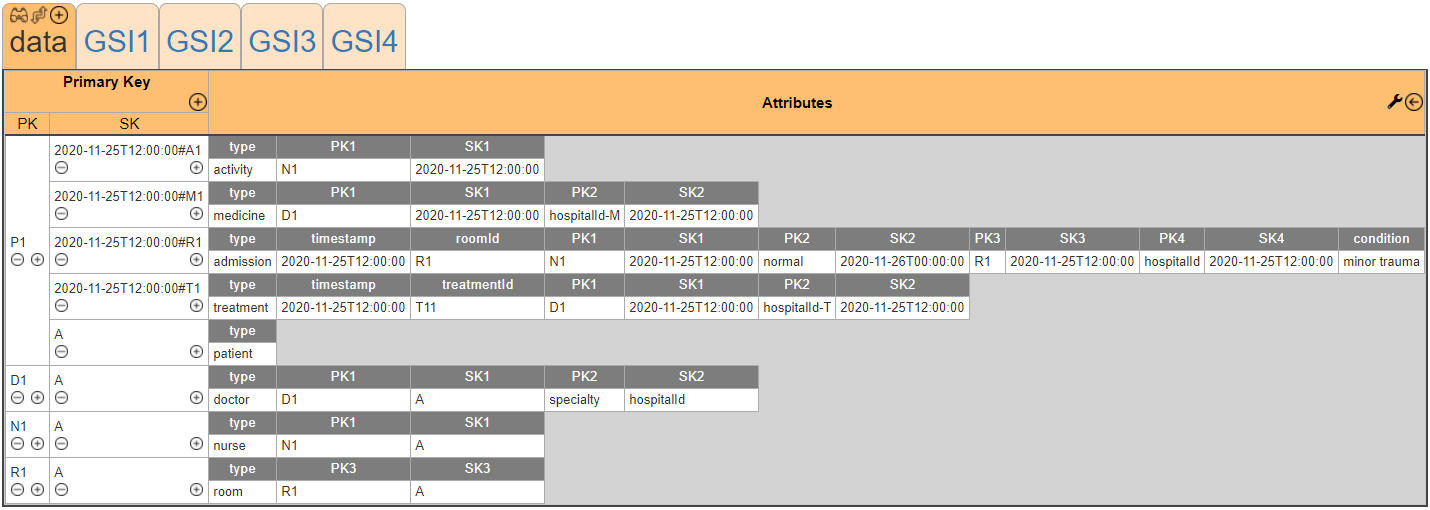 data GSI1 GSI2 GSI3 GSI4
Primary Key
Attributes
PK SK
type PK1 SK1
2020-11-25T12:00:00#A1
activity N1 2020-11-25T12:00:00
type PK1 SK1 PK2 SK2
2020-11-25T12:00:00#M1
medicine D1 2020-11-25T12:00:00 hospitalId-M 2020-11-25T12:00:00
type timestamp roomId PK1 SK1 PK2 SK2 PK3 SK3 PK4 SK4 condition
P1 2020-11-25T12:00:00#R1
admission 2020-11-25T12:00:00 R1 N1 2020-11-25T12:00:00 normal 2020-11-26T00:00:00 R1 2020-11-25T12:00:00 hospitalId 2020-11-25T12:00:00 minor trauma
type timestamp treatmentId PK1 SK1 PK2 SK2
2020-11-25T12:00:00#T1
treatment 2020-11-25T12:00:00 T11 D1 2020-11-25T12:00:00 hospitalId-T 2020-11-25T12:00:00
type
A
patient
type PK1 SK1 PK2 SK2
D1 A
doctor D1 A specialty hospitalId
type PK1 SK1
N1 A
nurse N1 A
type PK3 SK3
R1 A
room R1 A